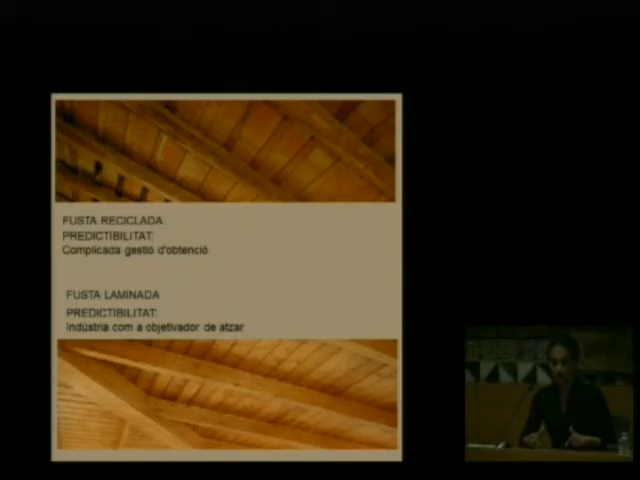 FUSTA RECICLADA
PREDICTIBILITAT:
Complicada gestió d'obtenció
FUSTA LAMINADA
PREDICTIBILITAT:
Indústria com a objetivador de atzar